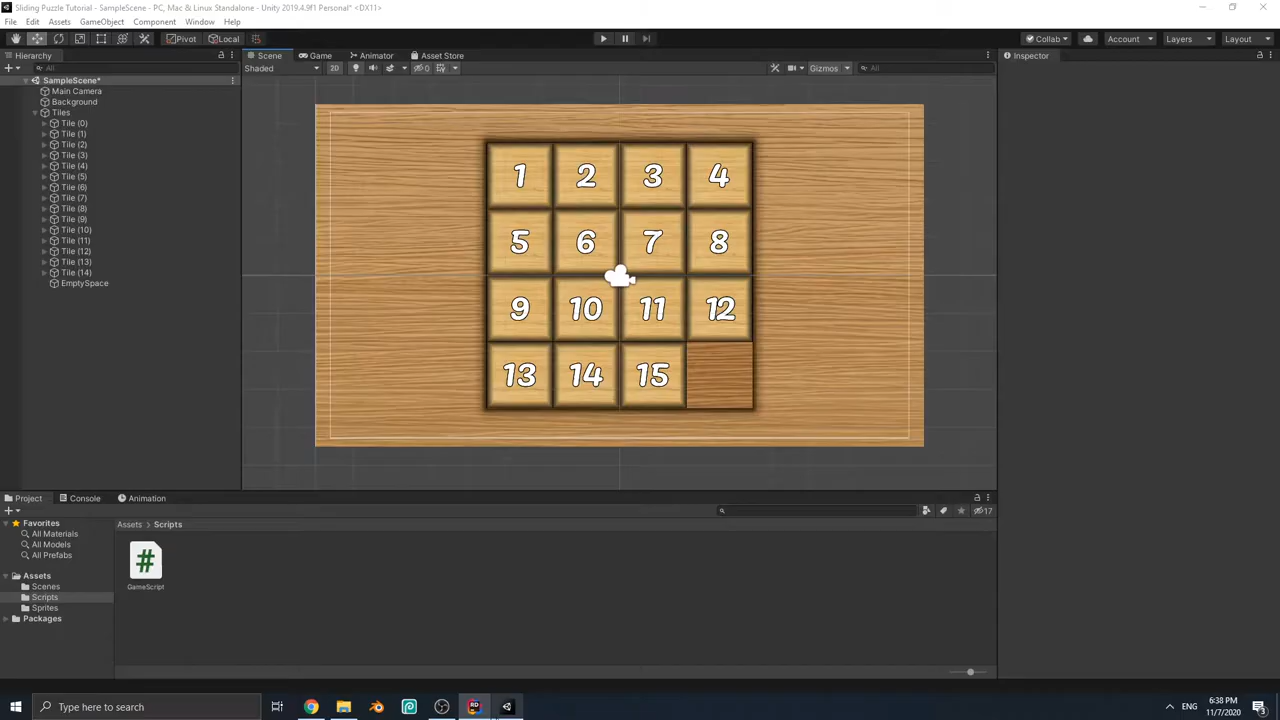 Sliding Puzzle Tutorial - SampleScene - PC, Mac & Linux Standalone - Unity 2019.4.9f1 Personal* <DX11>
File Edit Assets GameObject Component Window Help
Pivot Local Collab Account Layers Layout
Hierarchy
Scene Game Animator Asset Store
Inspector
All
Shaded 2D 0 Gizmos All
SampleScene*
Main Camera
Background
Tiles
Tile (0)
Tile (1)
Tile (2)
Tile (3)
Tile (4)
Tile (5)
Tile (6)
Tile (7)
Tile (8)
Tile (9)
Tile (10)
Tile (11)
Tile (12)
Tile (13)
Tile (14)
EmptySpace
1 2 3 4
5 6 7 8
9 10 11 12
13 14 15
Project Console Animation
17
Favorites
All Materials
All Models
All Prefabs
Assets
Scenes
Scripts
Sprites
Packages
Assets > Scripts
#
GameScript
Type here to search
RD
ENG
6:38 PM
11/7/2020
3